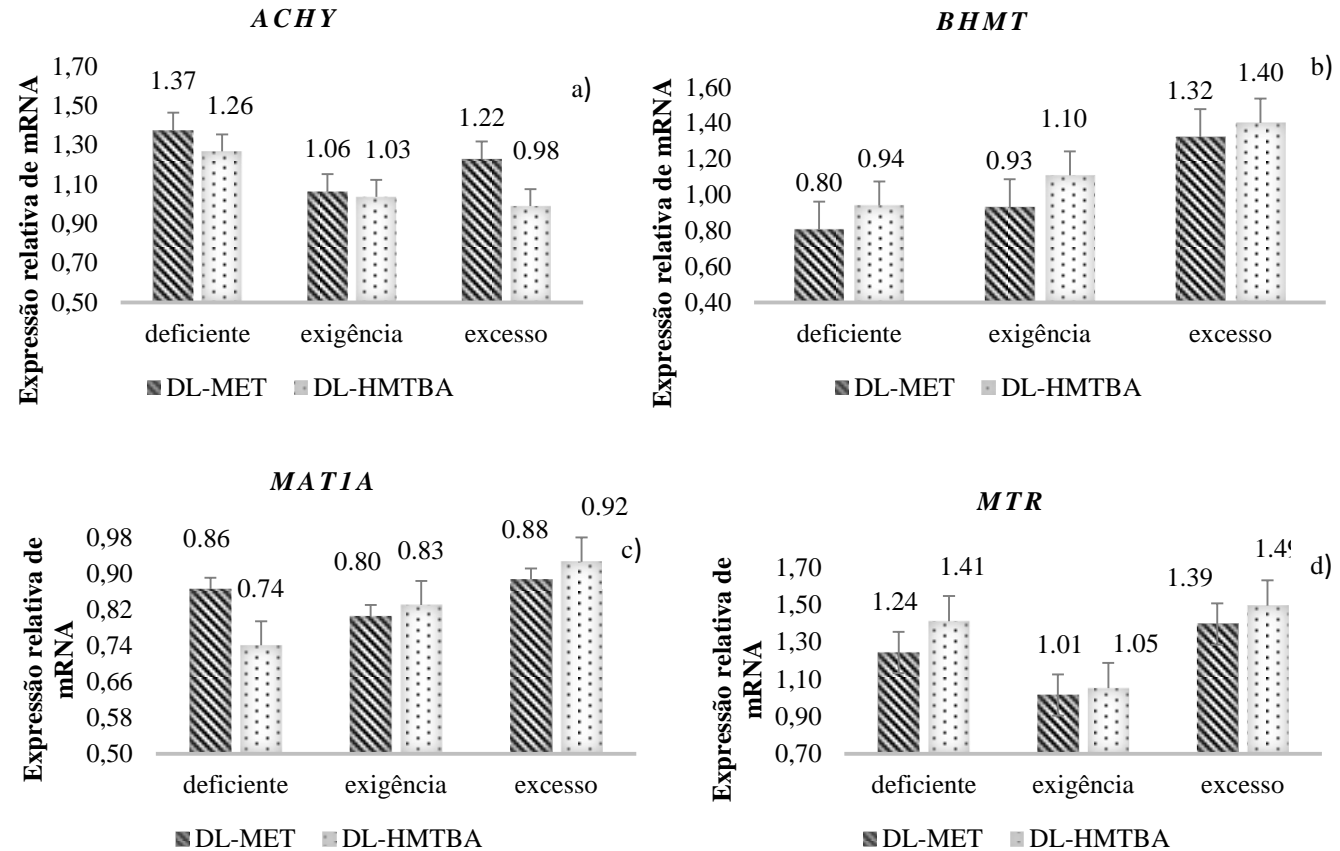 ACHY
Expressão relativa de mRNA
1,70
1,50
1,30
1,10
0,90
0,70
0,50
1.37
1.26
1.06
1.03
1.22
0.98
a)
deficiente exigência excesso
DL-MET DL-HMTBA
BHMT
Expressão relativa de mRNA
1,60
1,40
1,20
1,00
0,80
0,60
0,40
0.80
0.94
0.93
1.10
1.32
1.40
b)
deficiente exigência excesso
DL-MET DL-HMTBA
MAT1A
Expressão relativa de
mRNA
0,98
0,90
0,82
0,74
0,66
0,58
0,50
0.86
0.74
0.80
0.83
0.88
0.92
c)
deficiente exigência excesso
DL-MET DL-HMTBA
MTR
Expressão relativa de
mRNA
1,70
1,50
1,30
1,10
0,90
0,70
1.24
1.41
1.01
1.05
1.39
d)
deficiente exigência excesso
DL-MET DL-HMTBA